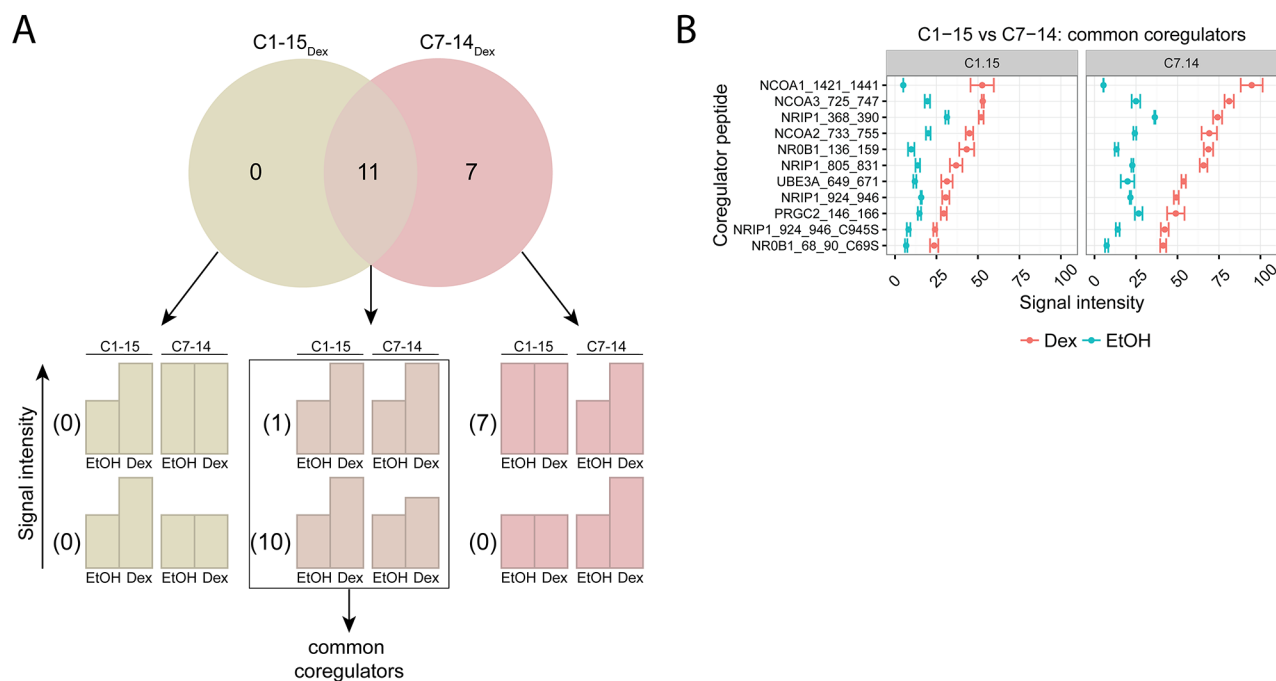 A
C1-15Dex
C7-14Dex
0
11
7
C1-15 C7-14
C1-15 C7-14
C1-15 C7-14
Signal intensity
(0)
(1)
(7)
EtOH Dex EtOH Dex
EtOH Dex EtOH Dex
EtOH Dex EtOH Dex
(0)
(10)
(0)
EtOH Dex EtOH Dex
EtOH Dex EtOH Dex
EtOH Dex EtOH Dex
common
coregulators
B
C1−15 vs C7−14: common coregulators
C1.15
C7.14
Coregulator peptide
NCOA1_1421_1441
NCOA3_725_747
NRIP1_368_390
NCOA2_733_755
NR0B1_136_159
NRIP1_805_831
UBE3A_649_671
NRIP1_924_946
PRGC2_146_166
NRIP1_924_946_C945S
NR0B1_68_90_C69S
0 25 50 75 100
0 25 50 75 100
Signal intensity
Dex EtOH